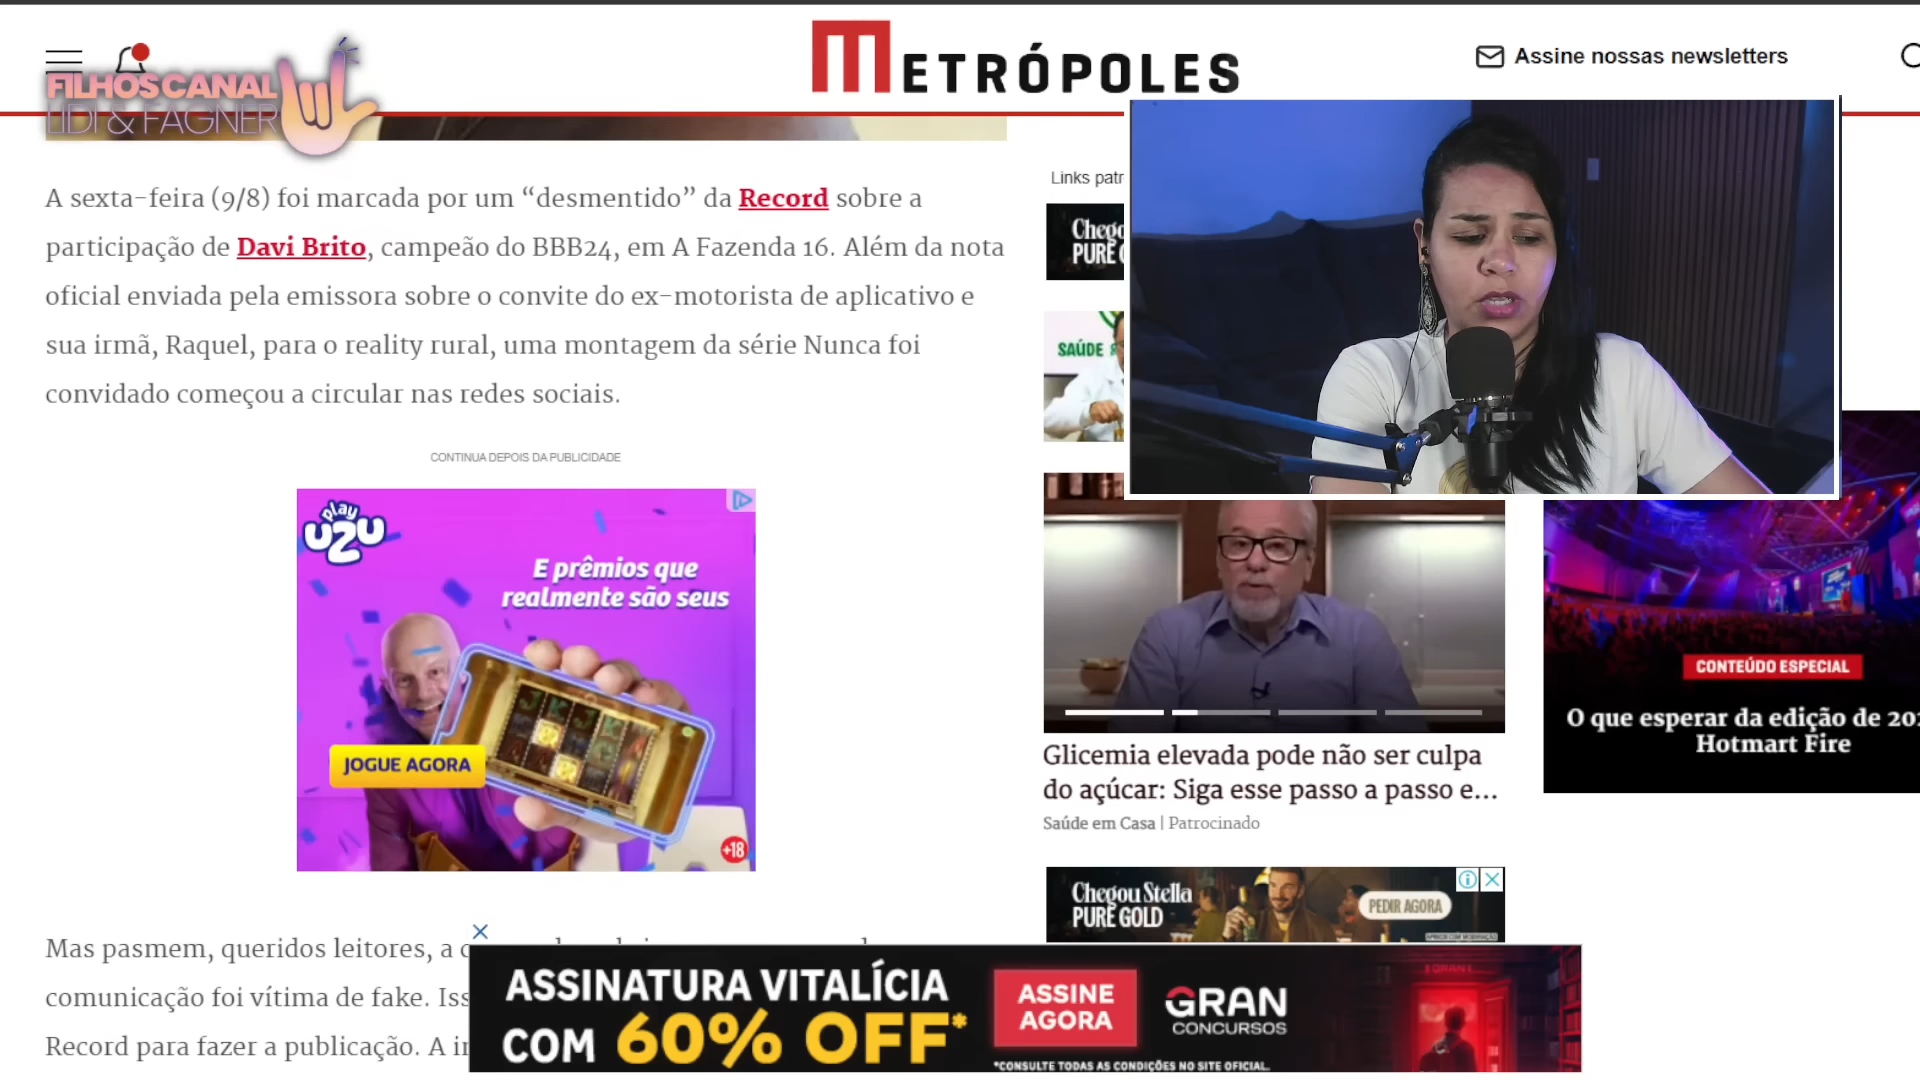 METRÓPOLES
Assine nossas newsletters
FILHOS CANAL
LIDI & FAGNER
A sexta-feira (9/8) foi marcada por um “desmentido” da Record sobre a
participação de Davi Brito, campeão do BBB24, em A Fazenda 16. Além da nota
oficial enviada pela emissora sobre o convite do ex-motorista de aplicativo e
sua irmã, Raquel, para o reality rural, uma montagem da série Nunca foi
convidado começou a circular nas redes sociais.
CONTINUA DEPOIS DA PUBLICIDADE
play
UZU
E prêmios que
realmente são seus
JOGUE AGORA
+18
Mas pasmem, queridos leitores, a
comunicação foi vítima de fake.
Record para fazer a publicação. A
Links
PURE
SAÚDE
Glicemia elevada pode não ser culpa
do açúcar: Siga esse passo a passo e...
Saúde em Casa | Patrocinado
Chegou Stella
PURE GOLD
PEDIR AGORA
CONTEÚDO ESPECIAL
O que esperar da edição de
Hotmart Fire
ASSINATURA VITALÍCIA
COM 60% OFF*
ASSINE
AGORA
GRAN
CONCURSOS
*CONSULTE TODAS AS CONDIÇÕES NO SITE OFICIAL.